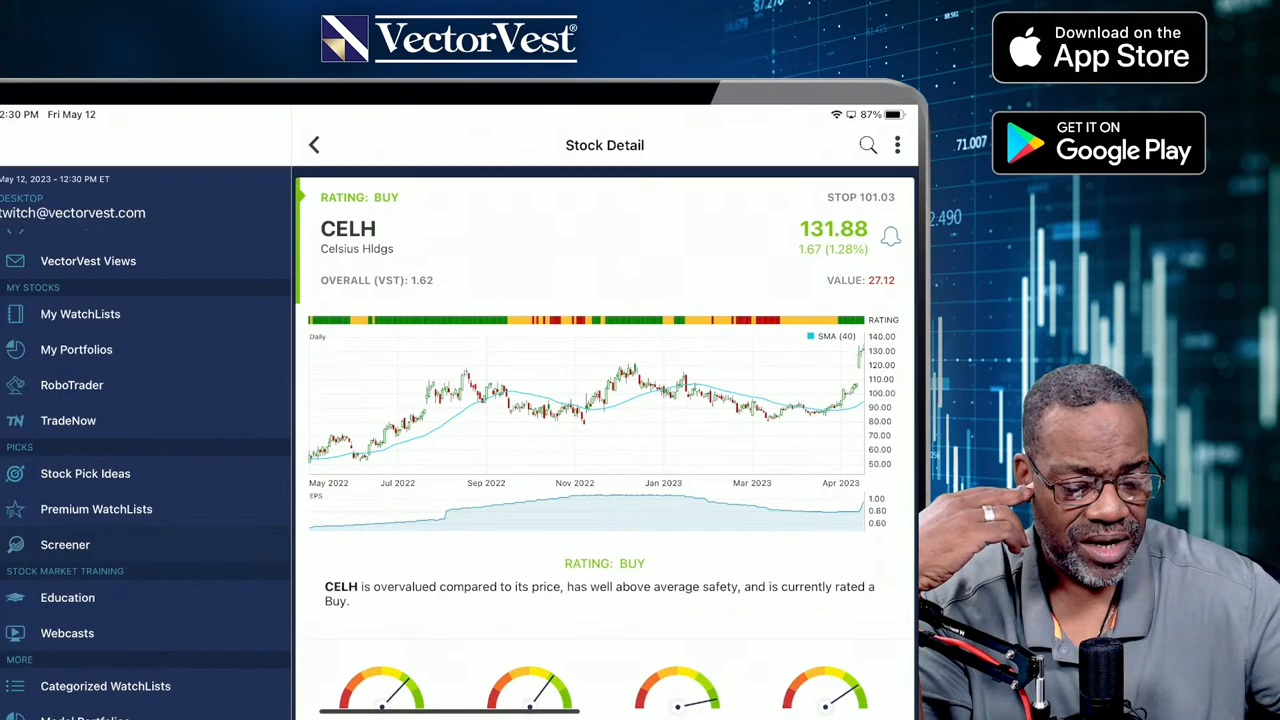 VectorVest®
Download on the
App Store
GET IT ON
Google Play
2:30 PM Fri May 12
87%
Stock Detail
May 12, 2023 - 12:30 PM ET
DESKTOP
twitch@vectorvest.com
VectorVest Views
MY STOCKS
My WatchLists
My Portfolios
RoboTrader
TN TradeNow
PICKS
Stock Pick Ideas
Premium WatchLists
Screener
STOCK MARKET TRAINING
Education
Webcasts
MORE
Categorized WatchLists
RATING: BUY
STOP 101.03
CELH
131.88
Celsius Hldgs
1.67 (1.28%)
OVERALL (VST): 1.62
VALUE: 27.12
RATING
Daily
SMA (40)
140.00
130.00
120.00
110.00
100.00
90.00
80.00
70.00
60.00
50.00
May 2022 Jul 2022 Sep 2022 Nov 2022 Jan 2023 Mar 2023 Apr 2023
EPS
1.00
0.80
0.60
RATING: BUY
CELH is overvalued compared to its price, has well above average safety, and is currently rated a
Buy.
71.007
2.490